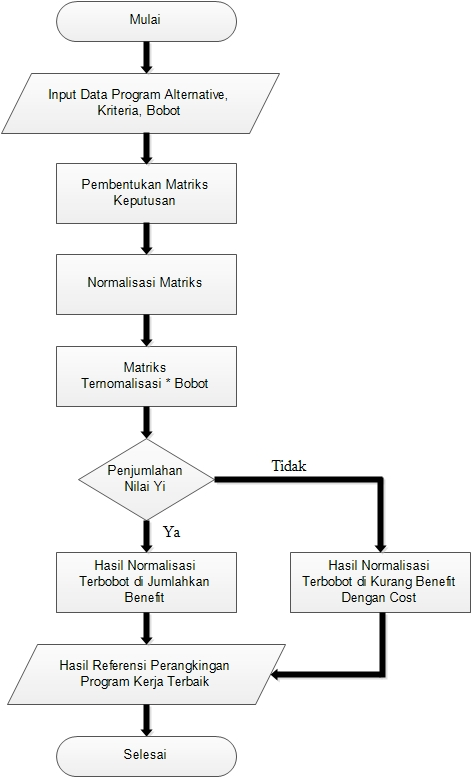 Mulai
Input Data Program Alternative,
Kriteria, Bobot
Pembentukan Matriks
Keputusan
Normalisasi Matriks
Matriks
Ternomalisasi * Bobot
Penjumlahan
Nilai Yi
Tidak
Ya
Hasil Normalisasi
Terbobot di Jumlahkan
Benefit
Hasil Normalisasi
Terbobot di Kurang Benefit
Dengan Cost
Hasil Referensi Perangkingan
Program Kerja Terbaik
Selesai